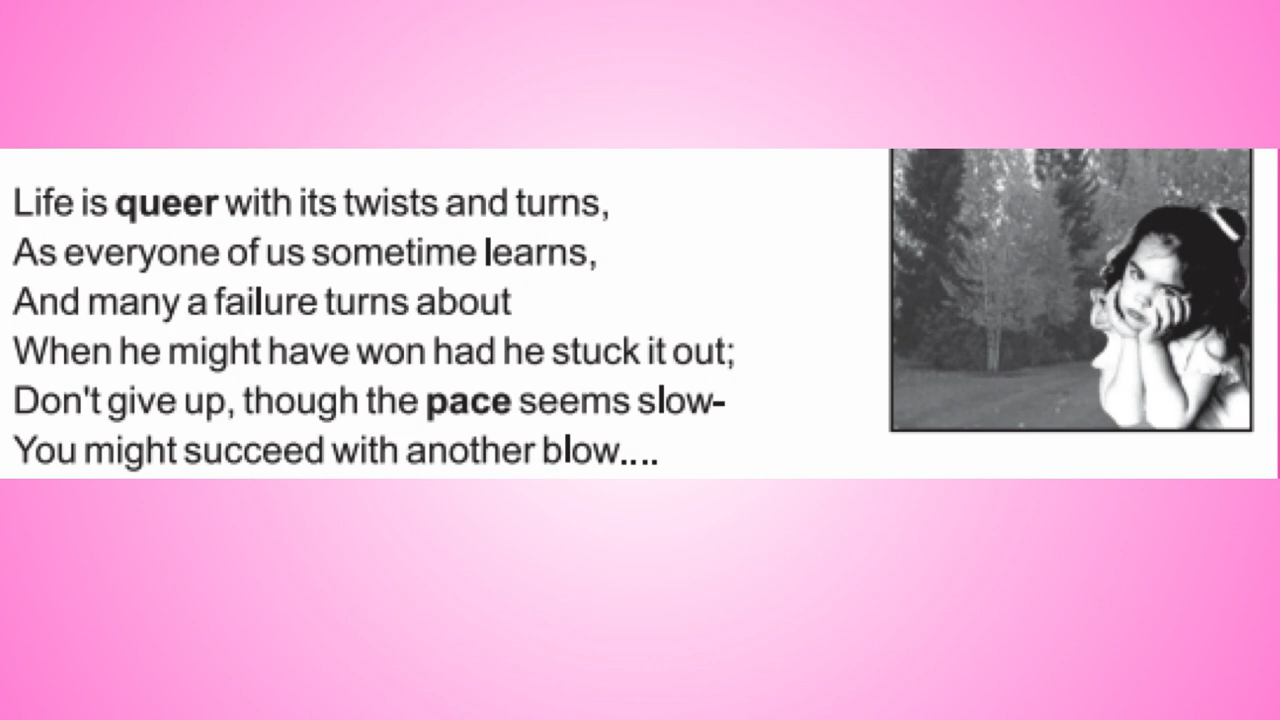 Life is queer with its twists and turns,
As everyone of us sometime learns,
And many a failure turns about
When he might have won had he stuck it out;
Don't give up, though the pace seems slow-
You might succeed with another blow....